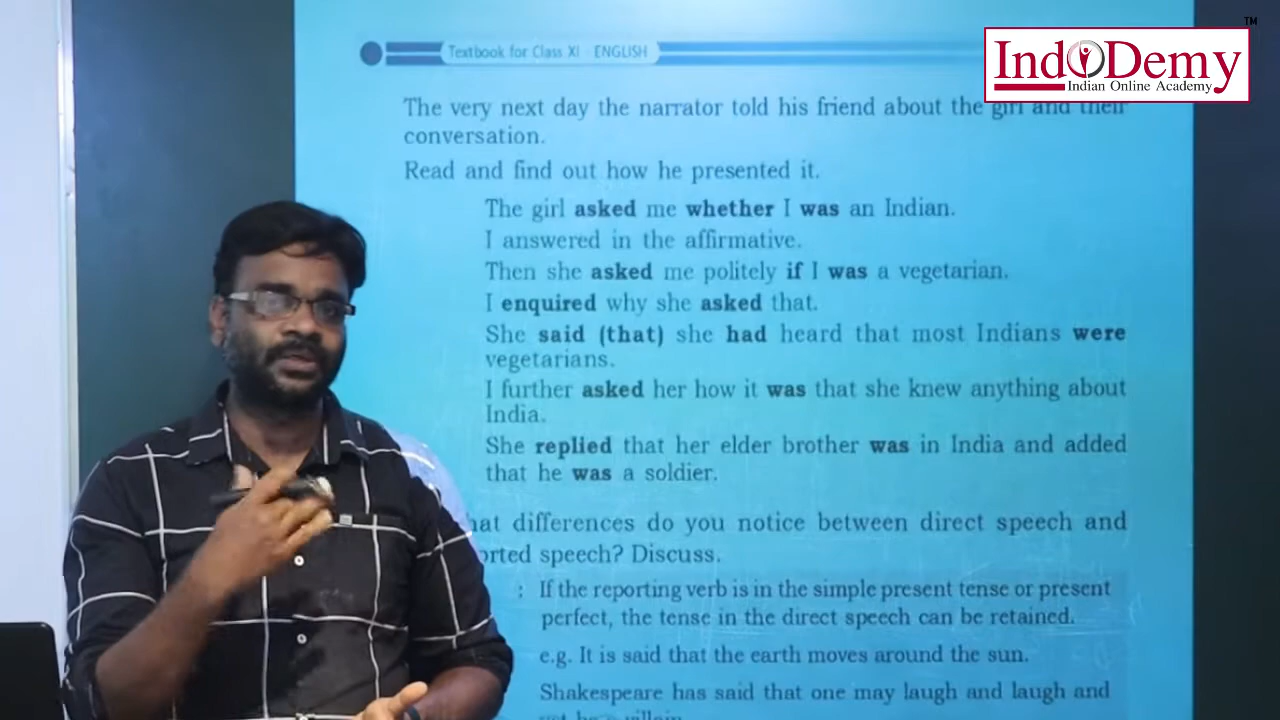 TM
IndoDemy
Indian Online Academy
Textbook for Class XI - ENGLISH
The very next day the narrator told his friend about the girl and their
conversation.
Read and find out how he presented it.
The girl asked me whether I was an Indian.
I answered in the affirmative.
Then she asked me politely if I was a vegetarian.
I enquired why she asked that.
She said (that) she had heard that most Indians were
vegetarians.
I further asked her how it was that she knew anything about
India.
She replied that her elder brother was in India and added
that he was a soldier.
differences do you notice between direct speech and
speech? Discuss.
: If the reporting verb is in the simple present tense or present
perfect, the tense in the direct speech can be retained.
e.g. It is said that the earth moves around the sun.
Shakespeare has said that one may laugh and laugh and